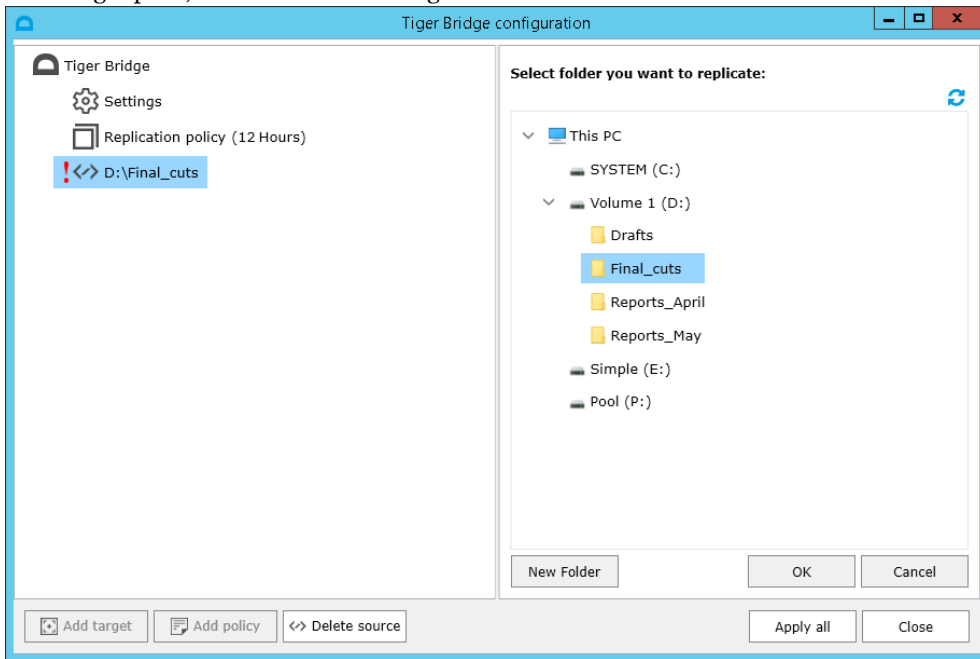 Tiger Bridge configuration
Tiger Bridge
Settings
Replication policy (12 Hours)
D:\Final_cuts
Select folder you want to replicate:
This PC
SYSTEM (C:)
Volume 1 (D:)
Drafts
Final_cuts
Reports_April
Reports_May
Simple (E:)
Pool (P:)
New Folder
OK
Cancel
Add target
Add policy
Delete source
Apply all
Close